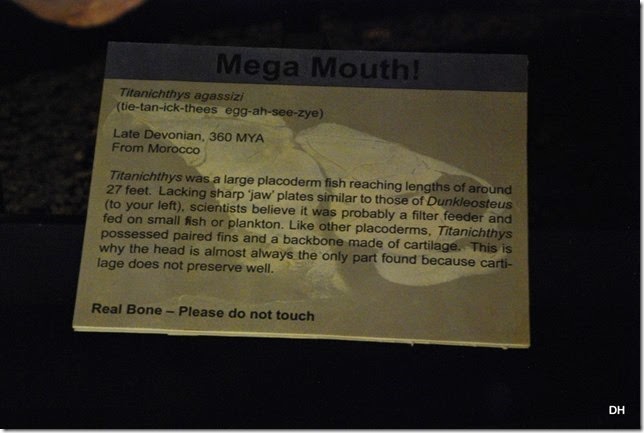 Mega Mouth!
Titanichthys agassizi
(tie-tan-ick-thees egg-ah-see-zye)
Late Devonian, 360 MYA
From Morocco
Titanichthys was a large placoderm fish reaching lengths of around
27 feet. Lacking sharp 'jaw' plates similar to those of Dunkleosteus
(to your left), scientists believe it was probably a filter feeder and
fed on small fish or plankton. Like other placoderms, Titanichthys
possessed paired fins and a backbone made of cartilage. This is
why the head is almost always the only part found because carti-
lage does not preserve well.
Real Bone – Please do not touch
DH